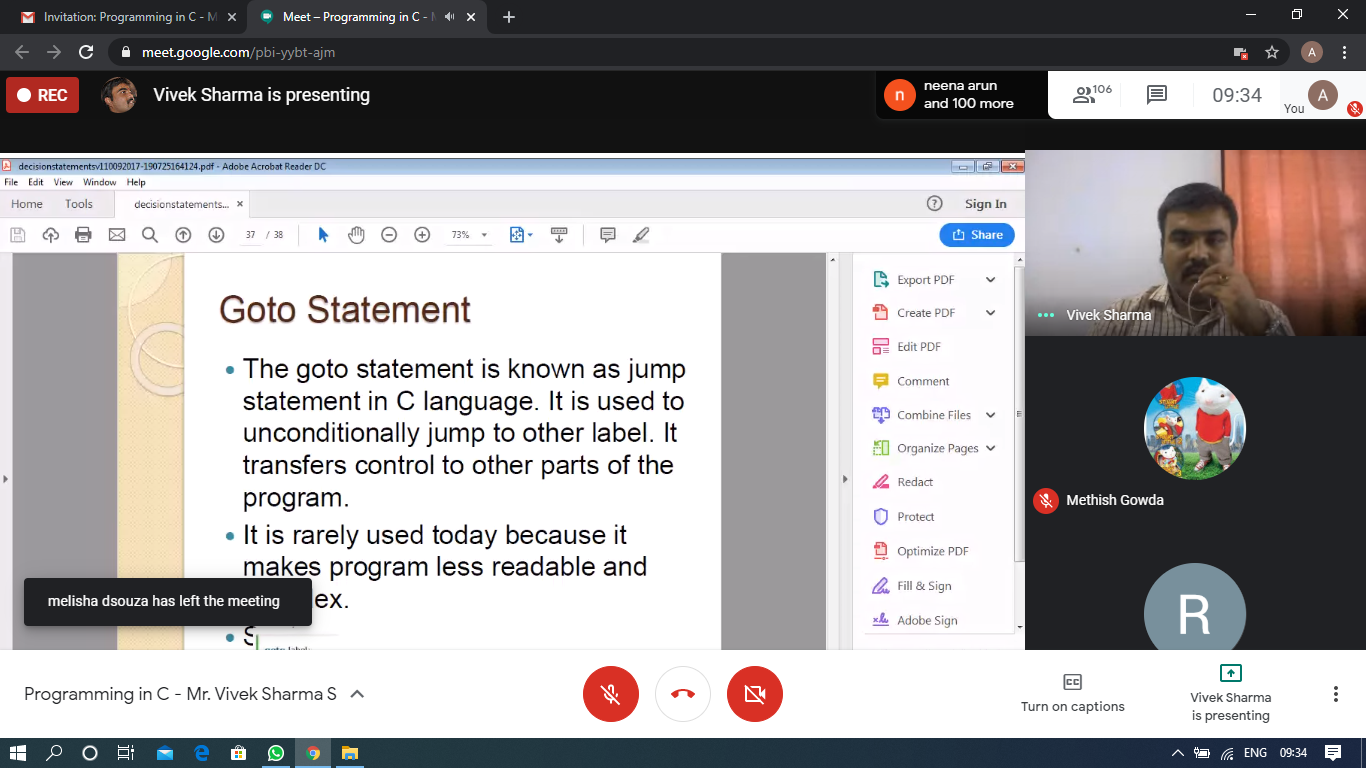 Invitation: Programming in C - M
Meet – Programming in C -
meet.google.com/pbi-yybt-ajm
A
REC
Vivek Sharma is presenting
n
neena arun
and 100 more
106
09:34
You
A
decisionstatementsv110092017-190725164124.pdf - Adobe Acrobat Reader DC
File Edit View Window Help
Home Tools decisionstatements...
Sign In
37 / 38
73%
Share
Goto Statement
The goto statement is known as jump
statement in C language. It is used to
unconditionally jump to other label. It
transfers control to other parts of the
program.
It is rarely used today because it
makes program less readable and
ex.
S
goto label;
melisha dsouza has left the meeting
Export PDF
Create PDF
Edit PDF
Comment
Combine Files
Organize Pages
Redact
Protect
Optimize PDF
Fill & Sign
Adobe Sign
Vivek Sharma
Methish Gowda
R
Programming in C - Mr. Vivek Sharma S
CC
Turn on captions
Vivek Sharma
is presenting
ENG
09:34